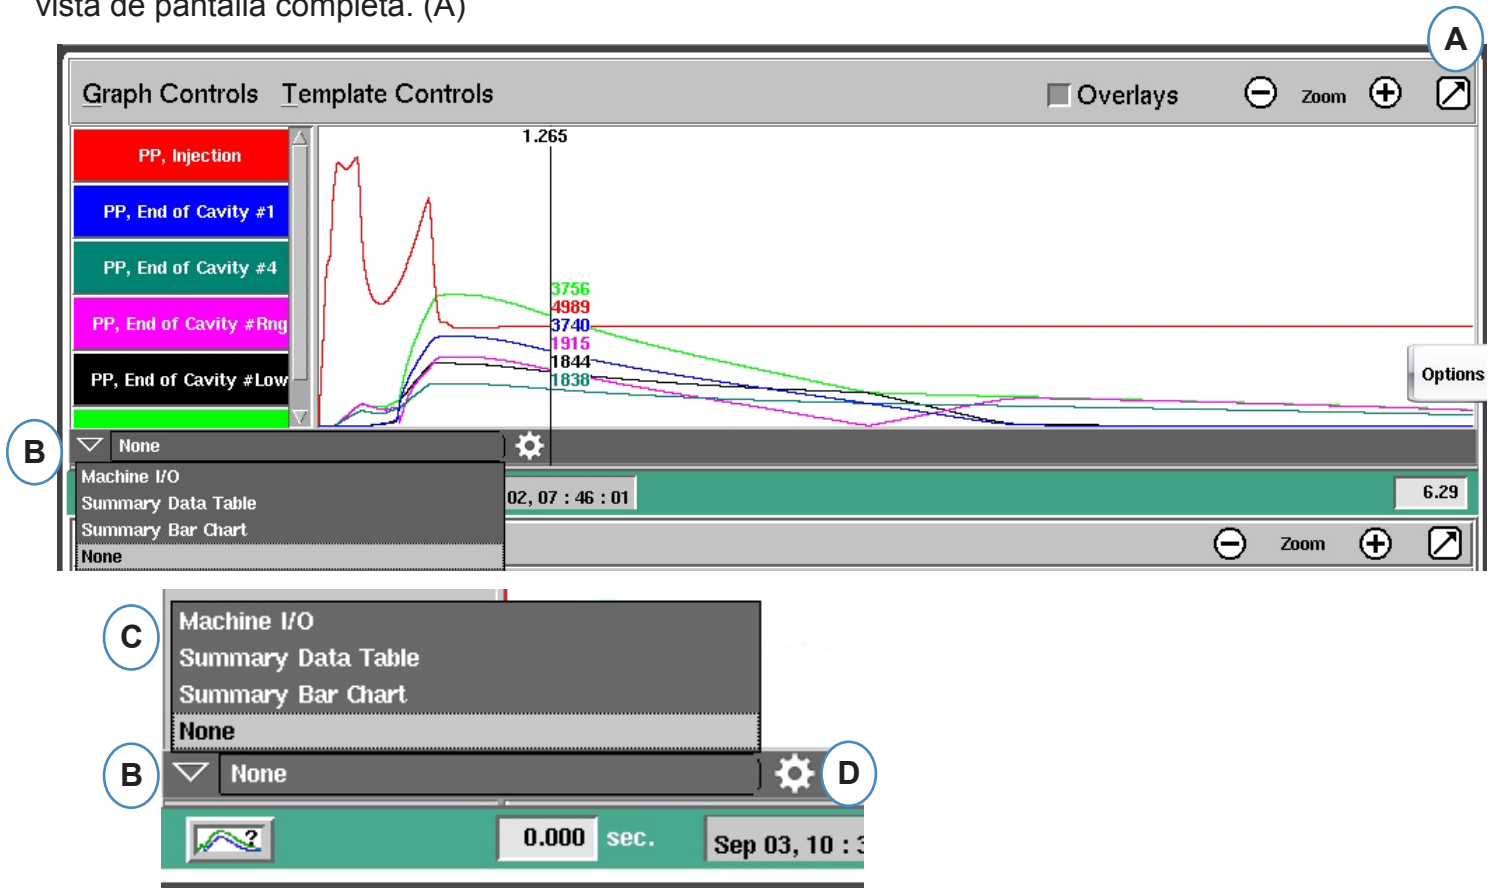 vista de pantalla completa. (A)
A
Graph Controls Template Controls Overlays Zoom
1.265
PP, Injection
PP, End of Cavity #1
PP, End of Cavity #4
PP, End of Cavity #Rng
PP, End of Cavity #Low
3756
4989
3740
1915
1844
1838
Options
B
None
Machine I/O
Summary Data Table
Summary Bar Chart
None
02, 07 : 46 : 01
6.29
Zoom
C
Machine I/O
Summary Data Table
Summary Bar Chart
None
B
None
D
?
0.000 sec. Sep 03, 10 :